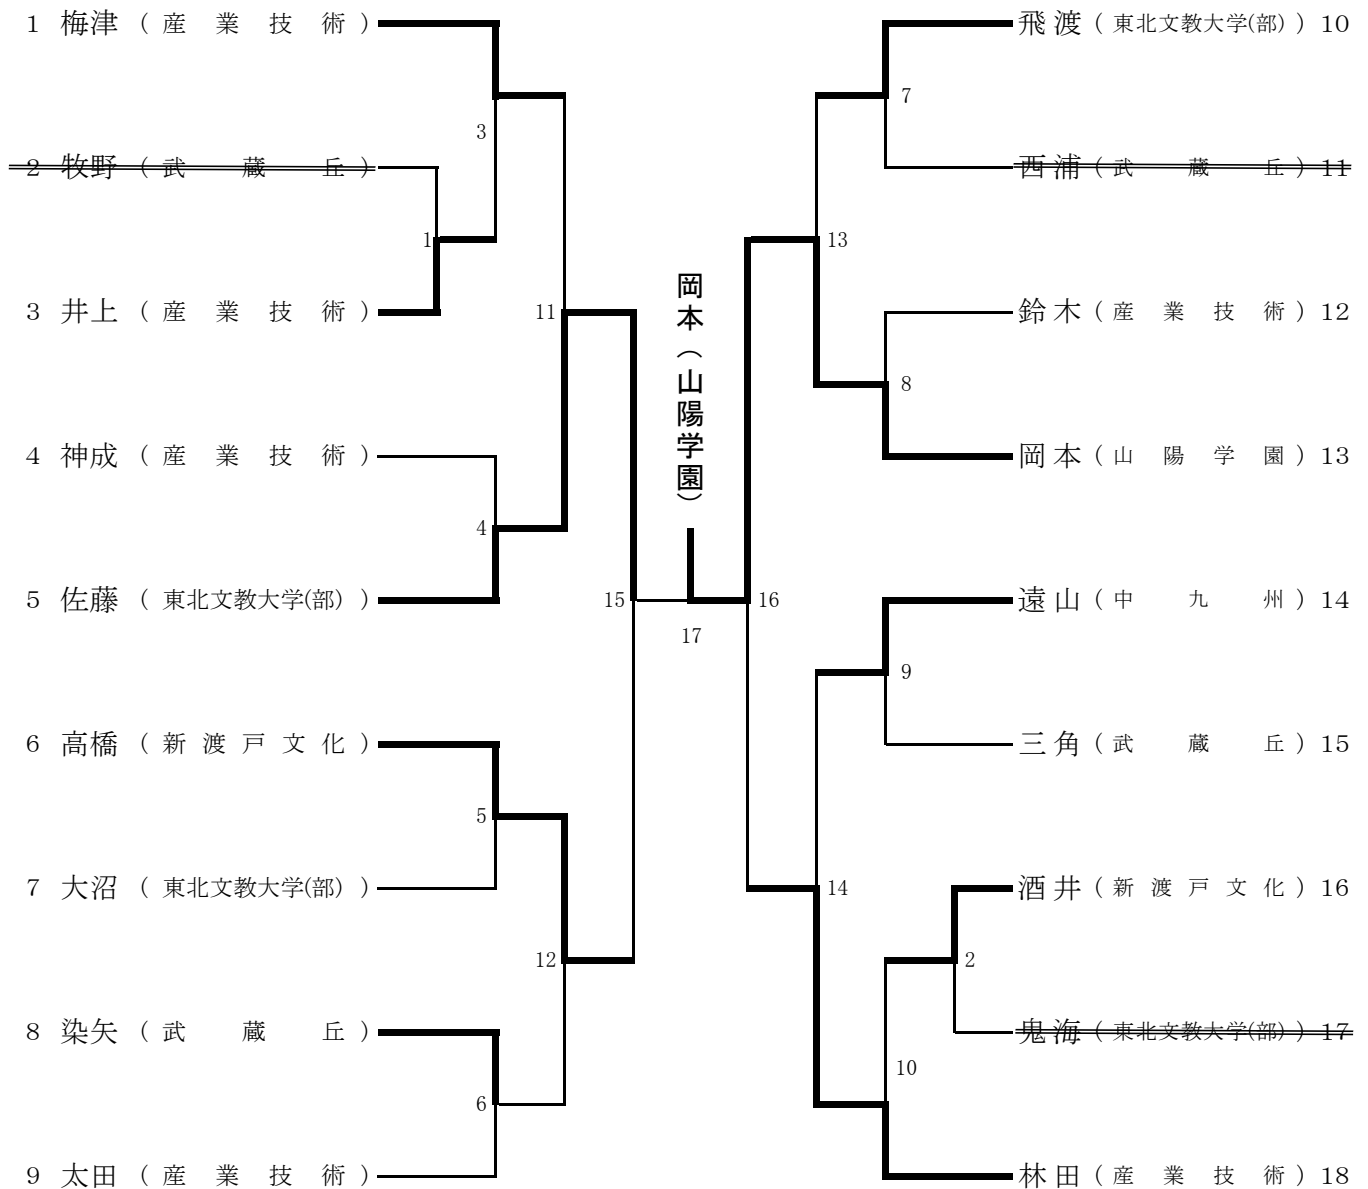 1 梅津 （ 産 業 技 術 ）
2 牧野 （ 武 蔵 丘 ）
3 井上 （ 産 業 技 術 ）
4 神成 （ 産 業 技 術 ）
5 佐藤 （ 東北文教大学(部) ）
6 高橋 （ 新 渡 戸 文 化 ）
7 大沼 （ 東北文教大学(部) ）
8 染矢 （ 武 蔵 丘 ）
9 太田 （ 産 業 技 術 ）
3
1
11
4
15
5
12
6
岡本（山陽学園）
17
7
13
8
16
9
14
2
10
飛渡 （ 東北文教大学(部) ） 10
西浦 （ 武 蔵 丘 ） 11
鈴木 （ 産 業 技 術 ） 12
岡本 （ 山 陽 学 園 ） 13
遠山 （ 中 九 州 ） 14
三角 （ 武 蔵 丘 ） 15
酒井 （ 新 渡 戸 文 化 ） 16
鬼海 （ 東北文教大学(部) ） 17
林田 （ 産 業 技 術 ） 18